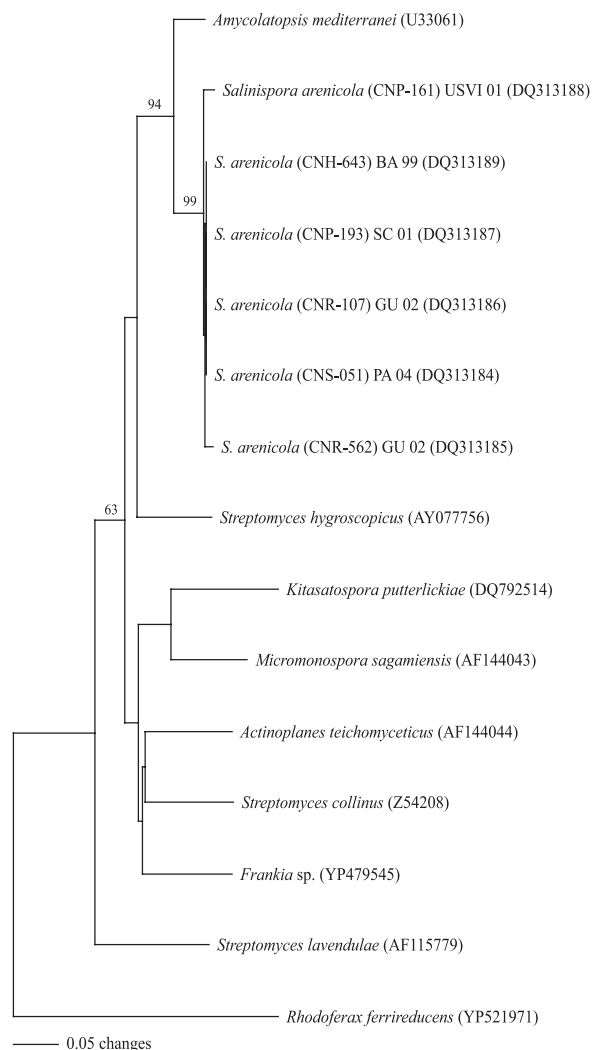 Amycolatopsis mediterranei (U33061)
94
Salinispora arenicola (CNP-161) USVI 01 (DQ313188)
S. arenicola (CNH-643) BA 99 (DQ313189)
99
S. arenicola (CNP-193) SC 01 (DQ313187)
S. arenicola (CNR-107) GU 02 (DQ313186)
S. arenicola (CNS-051) PA 04 (DQ313184)
S. arenicola (CNR-562) GU 02 (DQ313185)
63
Streptomyces hygroscopicus (AY077756)
Kitasatospora putterlickiae (DQ792514)
Micromonospora sagamiensis (AF144043)
Actinoplanes teichomyceticus (AF144044)
Streptomyces collinus (Z54208)
Frankia sp. (YP479545)
Streptomyces lavendulae (AF115779)
Rhodoferax ferrireducens (YP521971)
0.05 changes